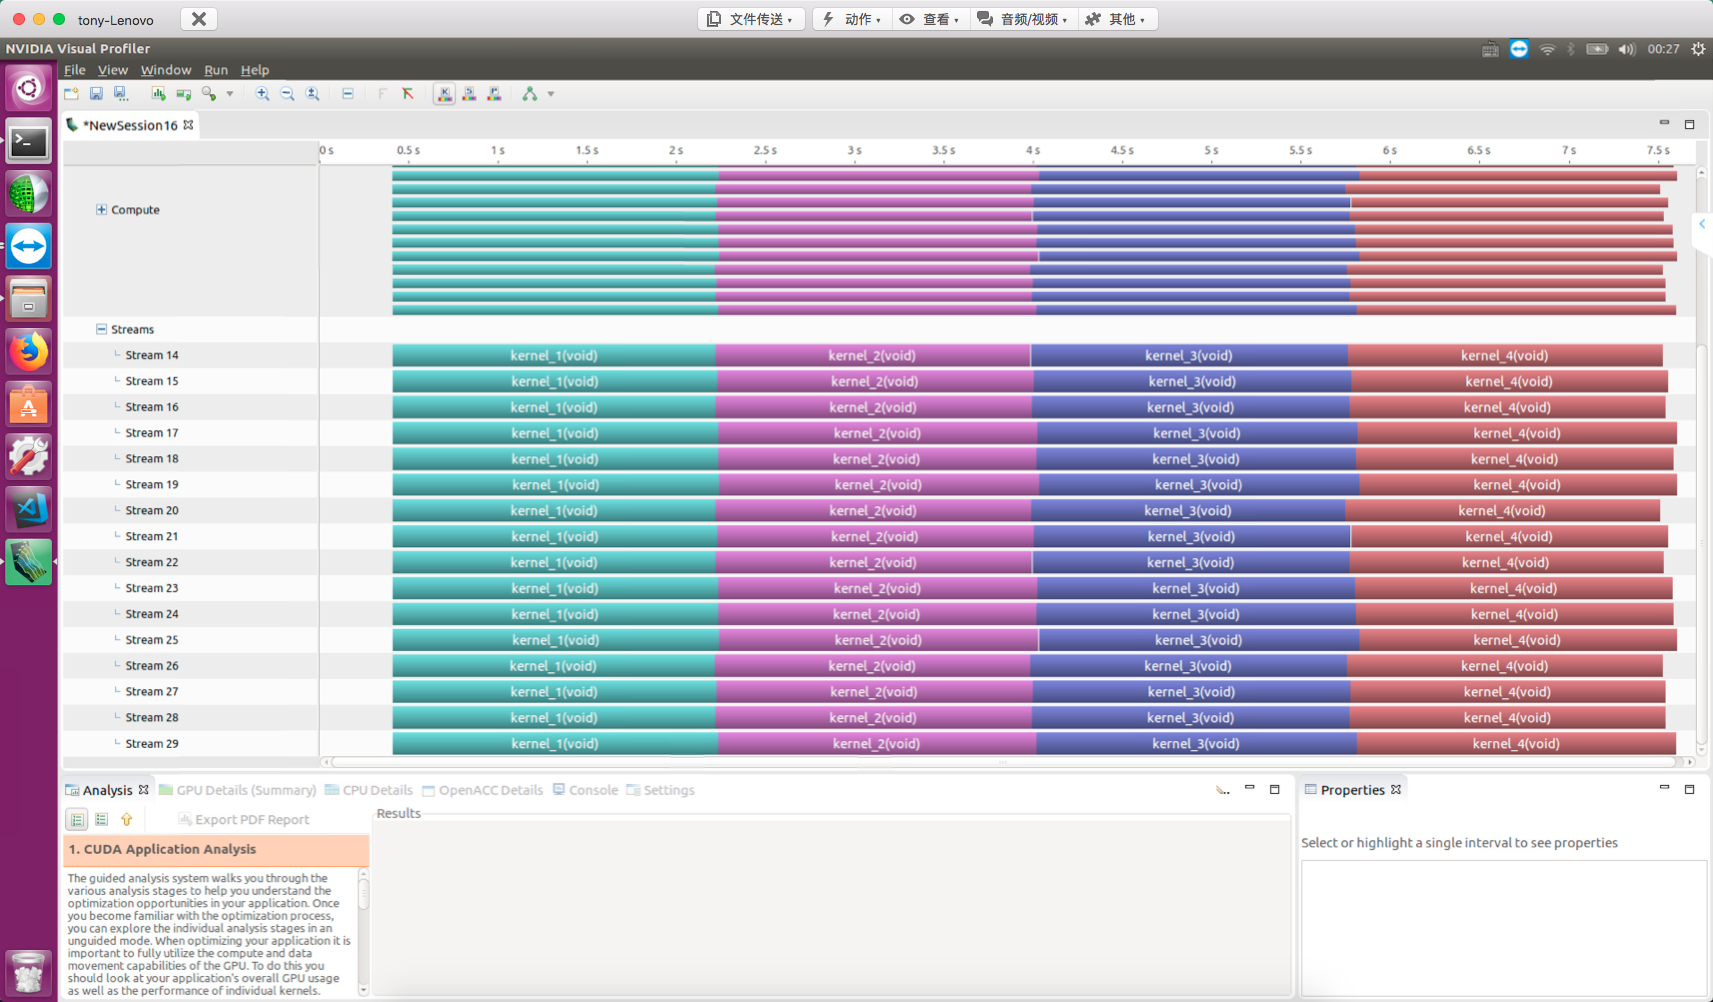 tony-Lenovo
文件传送
动作
查看
音频/视频
其他
NVIDIA Visual Profiler
00:27
File View Window Run Help
*NewSession16
0 s 0.5 s 1 s 1.5 s 2 s 2.5 s 3 s 3.5 s 4 s 4.5 s 5 s 5.5 s 6 s 6.5 s 7 s 7.5 s
Compute
Streams
Stream 14 kernel_1(void) kernel_2(void) kernel_3(void) kernel_4(void)
Stream 15 kernel_1(void) kernel_2(void) kernel_3(void) kernel_4(void)
Stream 16 kernel_1(void) kernel_2(void) kernel_3(void) kernel_4(void)
Stream 17 kernel_1(void) kernel_2(void) kernel_3(void) kernel_4(void)
Stream 18 kernel_1(void) kernel_2(void) kernel_3(void) kernel_4(void)
Stream 19 kernel_1(void) kernel_2(void) kernel_3(void) kernel_4(void)
Stream 20 kernel_1(void) kernel_2(void) kernel_3(void) kernel_4(void)
Stream 21 kernel_1(void) kernel_2(void) kernel_3(void) kernel_4(void)
Stream 22 kernel_1(void) kernel_2(void) kernel_3(void) kernel_4(void)
Stream 23 kernel_1(void) kernel_2(void) kernel_3(void) kernel_4(void)
Stream 24 kernel_1(void) kernel_2(void) kernel_3(void) kernel_4(void)
Stream 25 kernel_1(void) kernel_2(void) kernel_3(void) kernel_4(void)
Stream 26 kernel_1(void) kernel_2(void) kernel_3(void) kernel_4(void)
Stream 27 kernel_1(void) kernel_2(void) kernel_3(void) kernel_4(void)
Stream 28 kernel_1(void) kernel_2(void) kernel_3(void) kernel_4(void)
Stream 29 kernel_1(void) kernel_2(void) kernel_3(void) kernel_4(void)
Analysis GPU Details (Summary) CPU Details OpenACC Details Console Settings
Export PDF Report
Results
1. CUDA Application Analysis
The guided analysis system walks you through the
various analysis stages to help you understand the
optimization opportunities in your application. Once
you become familiar with the optimization process,
you can explore the individual analysis stages in an
unguided mode. When optimizing your application it is
important to fully utilize the compute and data
movement capabilities of the GPU. To do this you
should look at your application's overall GPU usage
as well as the performance of individual kernels.
Properties
Select or highlight a single interval to see properties